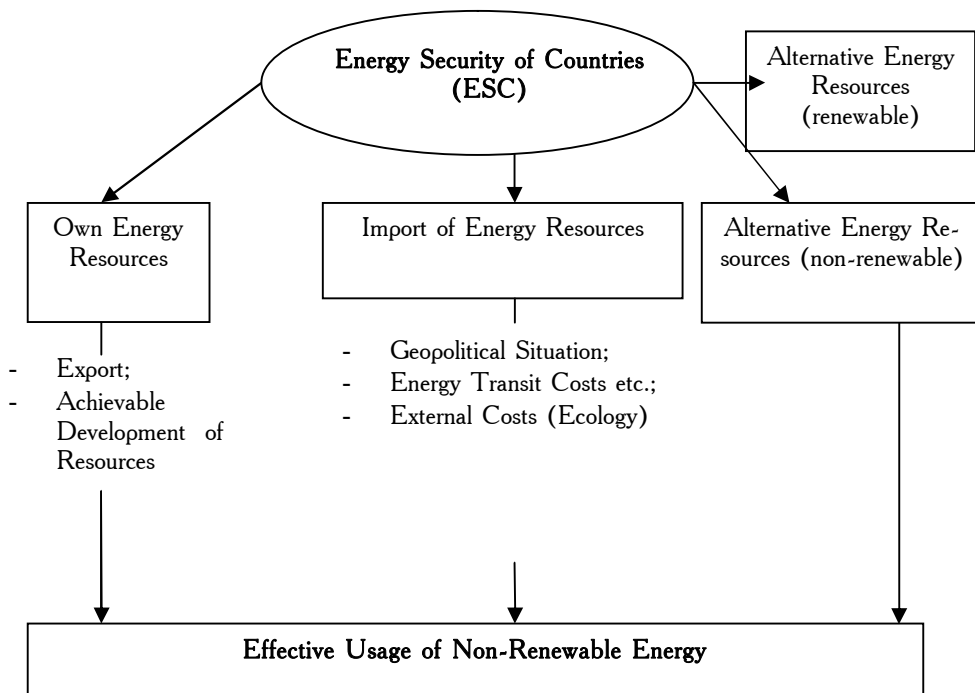 Energy Security of Countries
(ESC)
Alternative Energy
Resources
(renewable)
Own Energy
Resources
Import of Energy Resources
Alternative Energy Re-
sources (non-renewable)
- Export;
- Achievable
Development of
Resources
- Geopolitical Situation;
- Energy Transit Costs etc.;
- External Costs (Ecology)
Effective Usage of Non-Renewable Energy